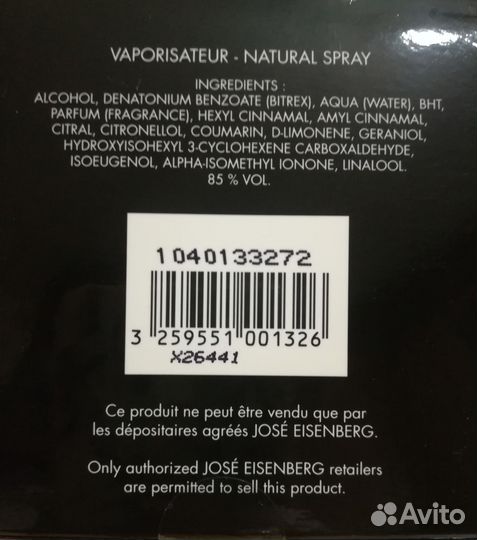 VAPORISATEUR - NATURAL SPRAY
INGREDIENTS :
ALCOHOL, DENATONIUM BENZOATE (BITREX), AQUA (WATER), BHT,
PARFUM (FRAGRANCE), HEXYL CINNAMAL, AMYL CINNAMAL,
CITRAL, CITRONELLOL, COUMARIN, D-LIMONENE, GERANIOL,
HYDROXYISOHEXYL 3-CYCLOHEXENE CARBOXALDEHYDE,
ISOEUGENOL, ALPHA-ISOMETHYL IONONE, LINALOOL.
85 % VOL.
1040133272
3 259551 001326
X26441
Ce produit ne peut être vendu que par
les dépositaires agréés JOSÉ EISENBERG.
Only authorized JOSÉ EISENBERG retailers
are permitted to sell this product.
Avito